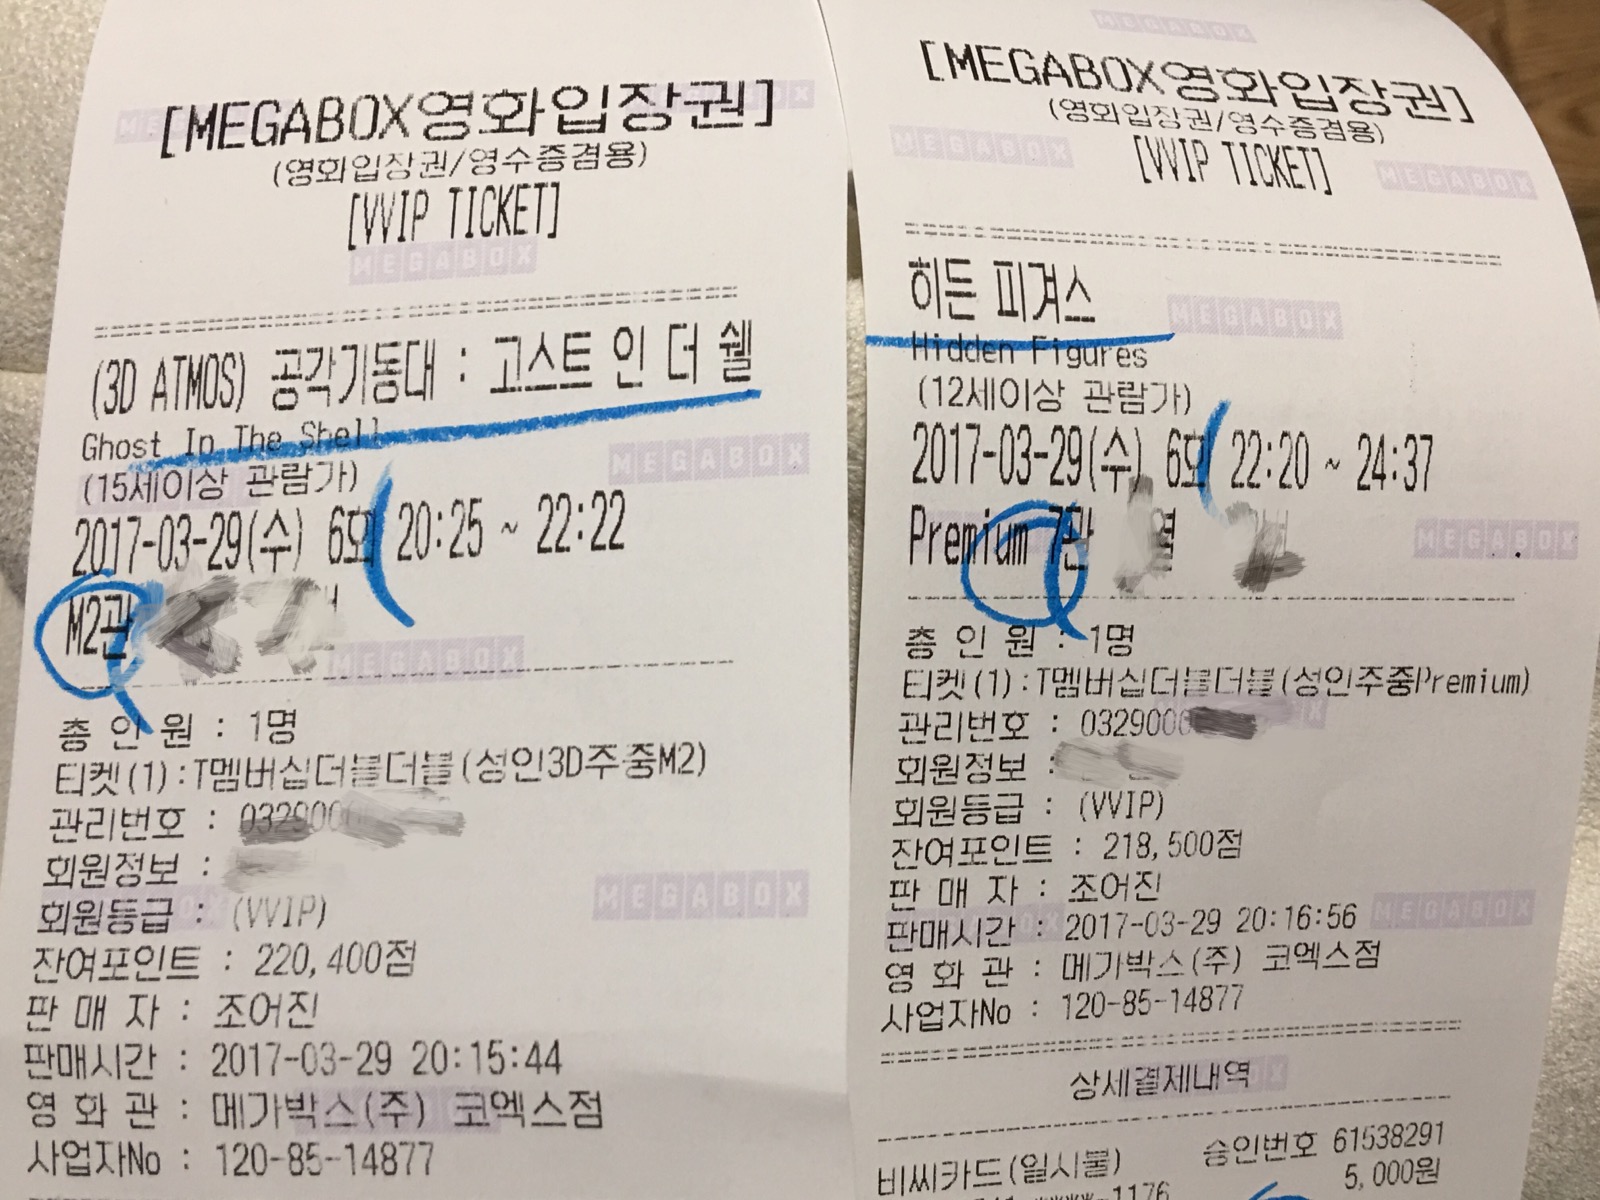 [MEGABOX영화입장권]
(영화입장권/영수증겸용)
[VVIP TICKET]
(3D ATMOS) 공각기동대 : 고스트 인 더 쉘
Ghost In The Shell
(15세이상 관람가)
2017-03-29(수) 6회 20:25 ~ 22:22
M2관
총 인 원 : 1명
티켓(1):T멤버십더블더블(성인3D주중M2)
관리번호 : 032900
회원정보 :
회원등급 : (VVIP)
잔여포인트 : 220,400점
판 매 자 : 조어진
판매시간 : 2017-03-29 20:15:44
영 화 관 : 메가박스(주) 코엑스점
사업자No : 120-85-14877
[MEGABOX영화입장권]
(영화입장권/영수증겸용)
[VVIP TICKET]
히든 피겨스
Hidden Figures
(12세이상 관람가)
2017-03-29(수) 6회 22:20 ~ 24:37
Premium 7관 열
총 인 원 : 1명
티켓(1):T멤버십더블더블(성인주중Premium)
관리번호 : 0329000
회원정보 :
회원등급 : (VVIP)
잔여포인트 : 218,500점
판 매 자 : 조어진
판매시간 : 2017-03-29 20:16:56
영 화 관 : 메가박스(주) 코엑스점
사업자No : 120-85-14877
상세결제내역
비씨카드(일시불) 승인번호 61538291
5,000원